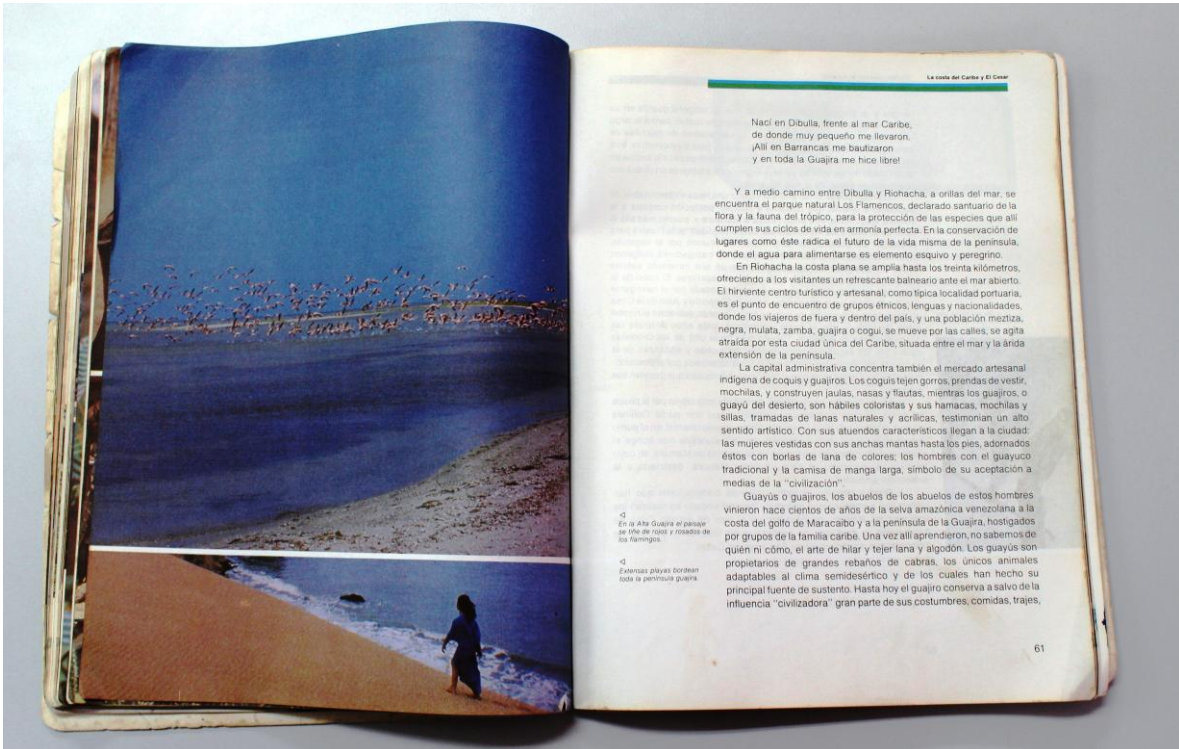 La costa del Caribe y El Cesar
Nací en Dibulla, frente al mar Caribe,
de donde muy pequeño me llevaron.
¡Allí en Barrancas me bautizaron
y en toda la Guajira me hice libre!
Y a medio camino entre Dibulla y Riohacha, a orillas del mar, se
encuentra el parque natural Los Flamencos, declarado santuario de la
flora y la fauna del trópico, para la protección de las especies que allí
cumplen sus ciclos de vida en armonía perfecta. En la conservación de
lugares como éste radica el futuro de la vida misma de la península,
donde el agua para alimentarse es elemento esquivo y peregrino.
En Riohacha la costa plana se amplia hasta los treinta kilómetros,
ofreciendo a los visitantes un refrescante balneario ante el mar abierto.
El hirviente centro turístico y artesanal, como típica localidad portuaria,
es el punto de encuentro de grupos étnicos, lenguas y nacionalidades,
donde los viajeros de fuera y dentro del país, y una población meztiza,
negra, mulata, zamba, guajira o cogui, se mueve por las calles, se agita
atraída por esta ciudad única del Caribe, situada entre el mar y la árida
extensión de la península.
La capital administrativa concentra también el mercado artesanal
indígena de coquis y guajiros. Los coguis tejen gorros, prendas de vestir,
mochilas, y construyen jaulas, nasas y flautas, mientras los guajiros, o
guayú del desierto, son hábiles coloristas y sus hamacas, mochilas y
sillas, tramadas de lanas naturales y acrílicas, testimonian un alto
sentido artístico. Con sus atuendos característicos llegan a la ciudad:
las mujeres vestidas con sus anchas mantas hasta los pies, adornados
éstos con borlas de lana de colores; los hombres con el guayuco
tradicional y la camisa de manga larga, símbolo de su aceptación a
medias de la "civilización".
Guayús o guajiros, los abuelos de los abuelos de estos hombres
vinieron hace cientos de años de la selva amazónica venezolana a la
costa del golfo de Maracaibo y a la península de la Guajira, hostigados
por grupos de la familia caribe. Una vez allí aprendieron, no sabemos de
quién ni cómo, el arte de hilar y tejer lana y algodón. Los guayús son
propietarios de grandes rebaños de cabras, los únicos animales
adaptables al clima semidesértico y de los cuales han hecho su
principal fuente de sustento. Hasta hoy el guajiro conserva a salvo de la
influencia "civilizadora" gran parte de sus costumbres, comidas, trajes,
En la Alta Guajira el paisaje
se tiñe de rojos y rosados de
los flamingos.
Extensas playas bordean
toda la península guajira.
61